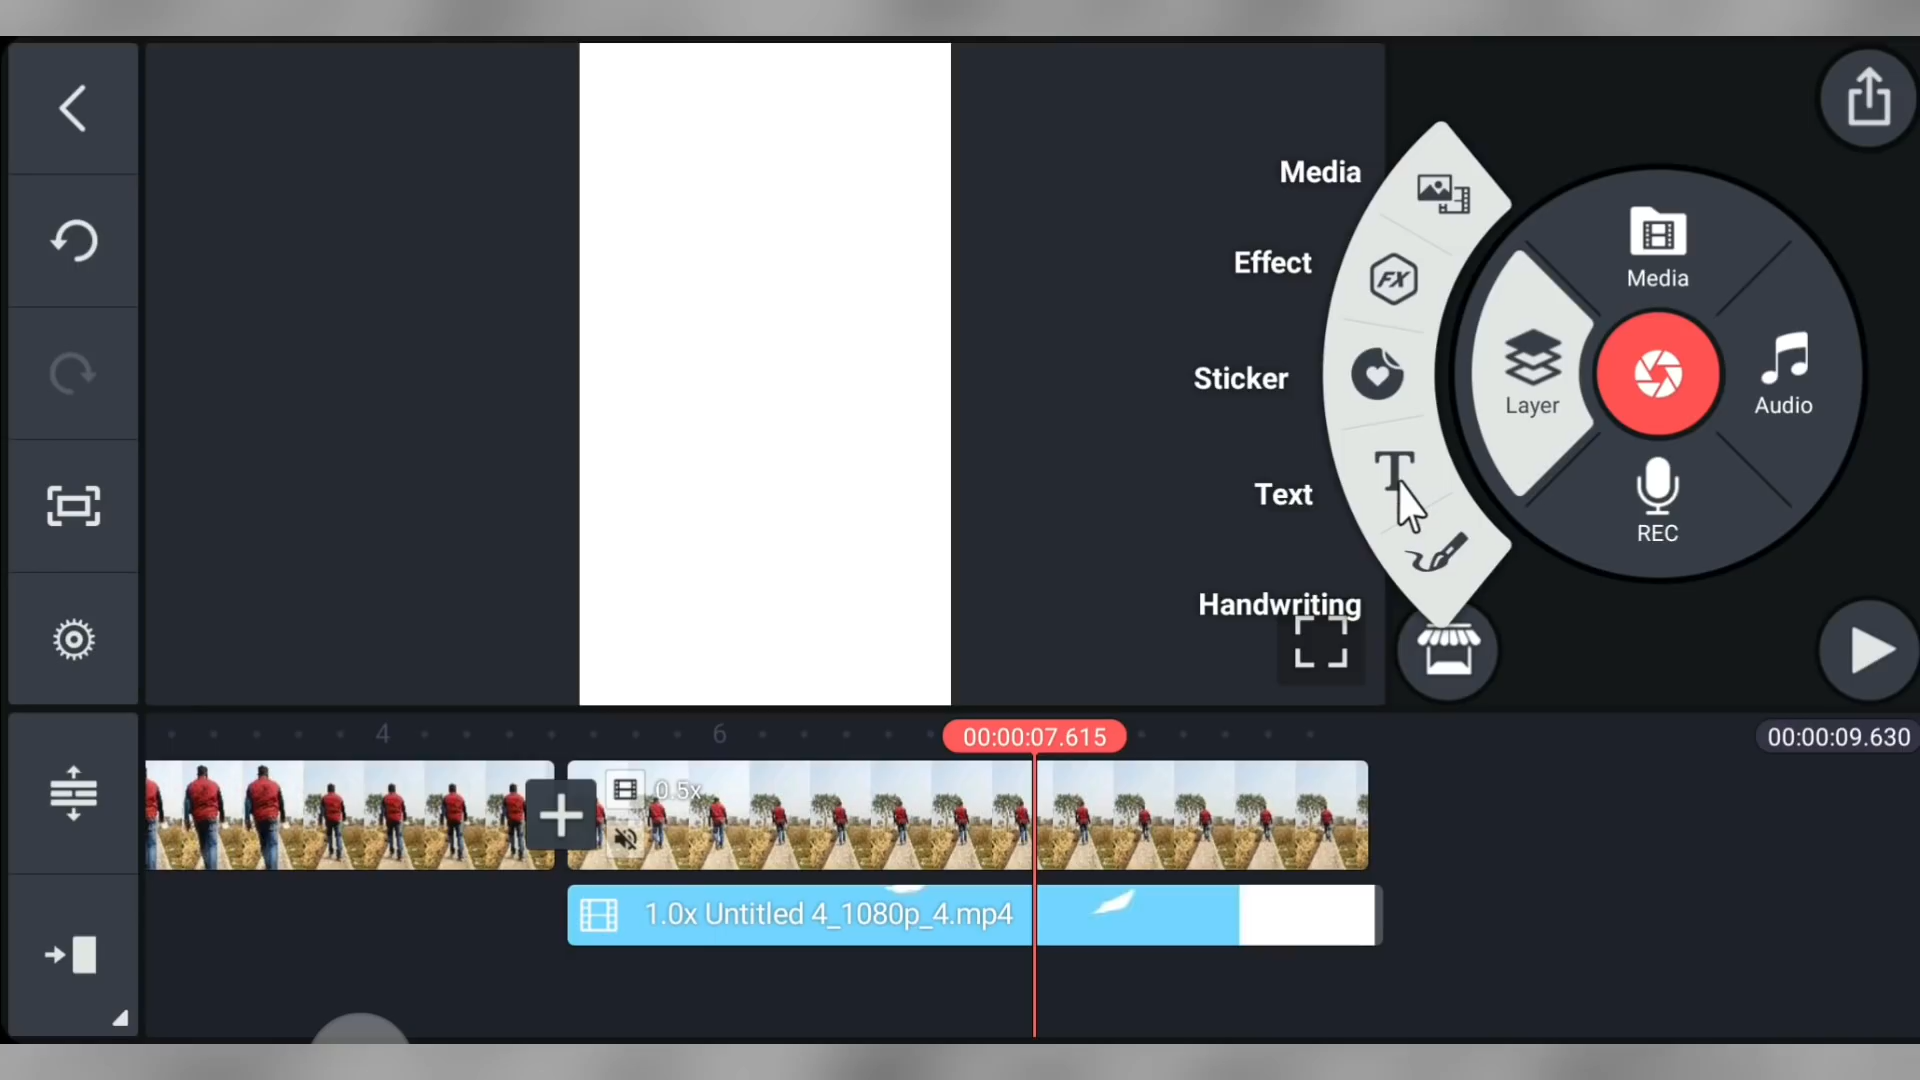 Media
Effect
Sticker
Text
Handwriting
FX
T
Media
Layer
Audio
REC
4
6
00:00:07.615
00:00:09.630
0.5x
1.0x Untitled 4_1080p_4.mp4